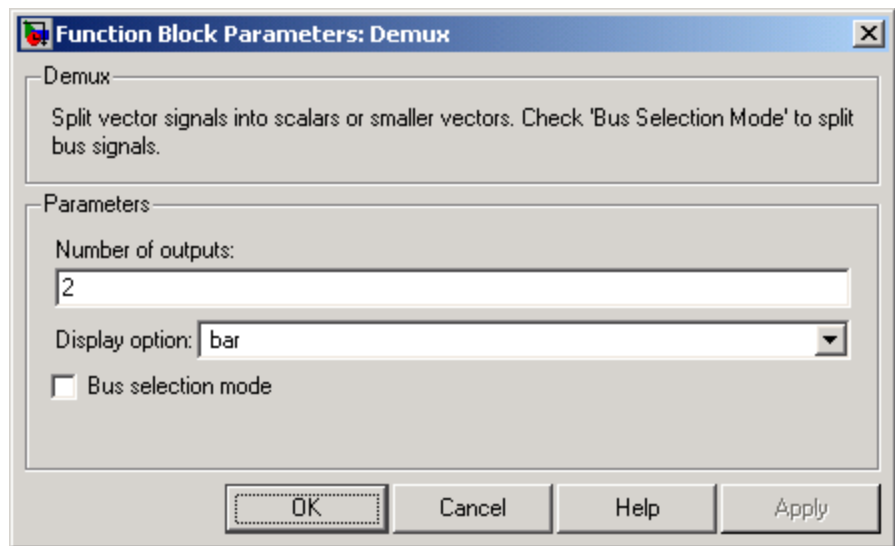 Function Block Parameters: Demux
Demux
Split vector signals into scalars or smaller vectors. Check 'Bus Selection Mode' to split
bus signals.
Parameters
Number of outputs:
2
Display option: bar
Bus selection mode
OK Cancel Help Apply